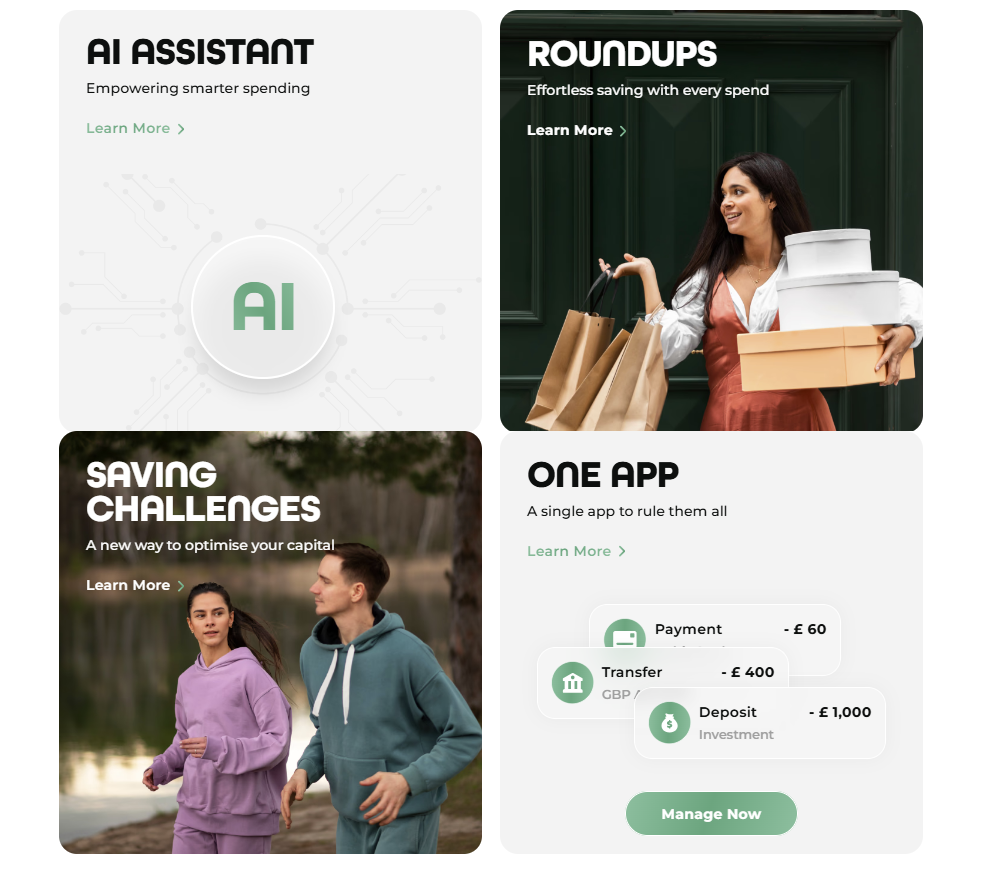 AI ASSISTANT
Empowering smarter spending
Learn More
AI
ROUNDUPS
Effortless saving with every spend
Learn More
SAVING
CHALLENGES
A new way to optimise your capital
Learn More
ONE APP
A single app to rule them all
Learn More
Payment - £ 60
Transfer - £ 400
GBP
Deposit - £ 1,000
Investment
Manage Now